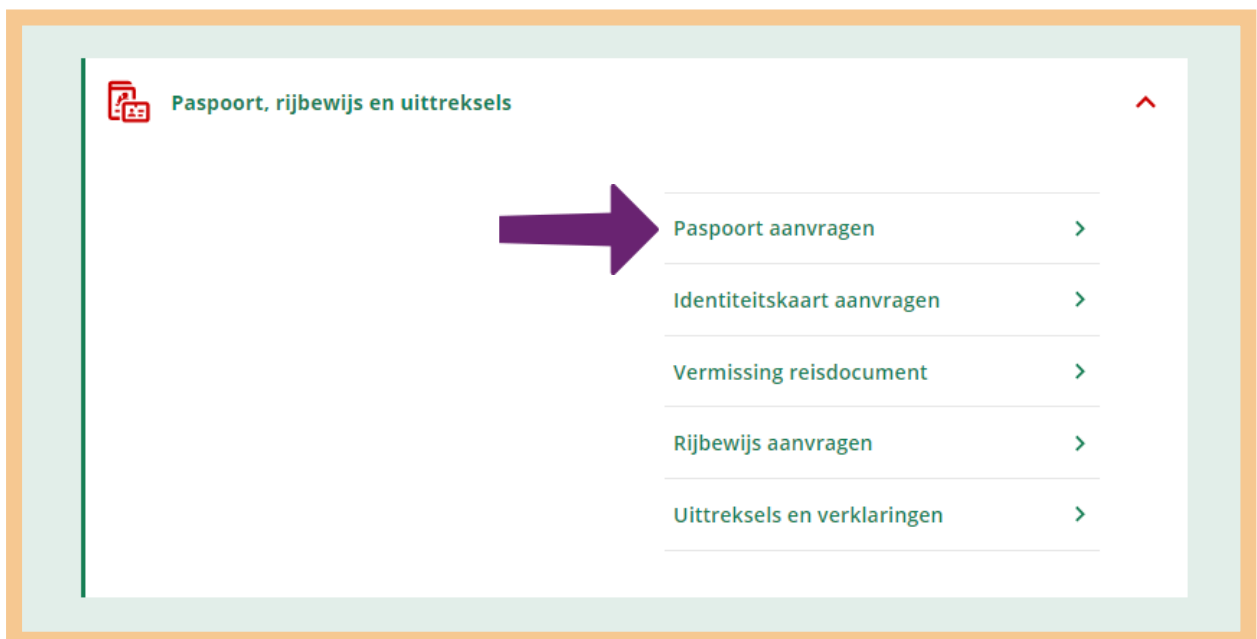 Paspoort, rijbewijs en uittreksels
Paspoort aanvragen
Identiteitskaart aanvragen
Vermissing reisdocument
Rijbewijs aanvragen
Uittreksels en verklaringen